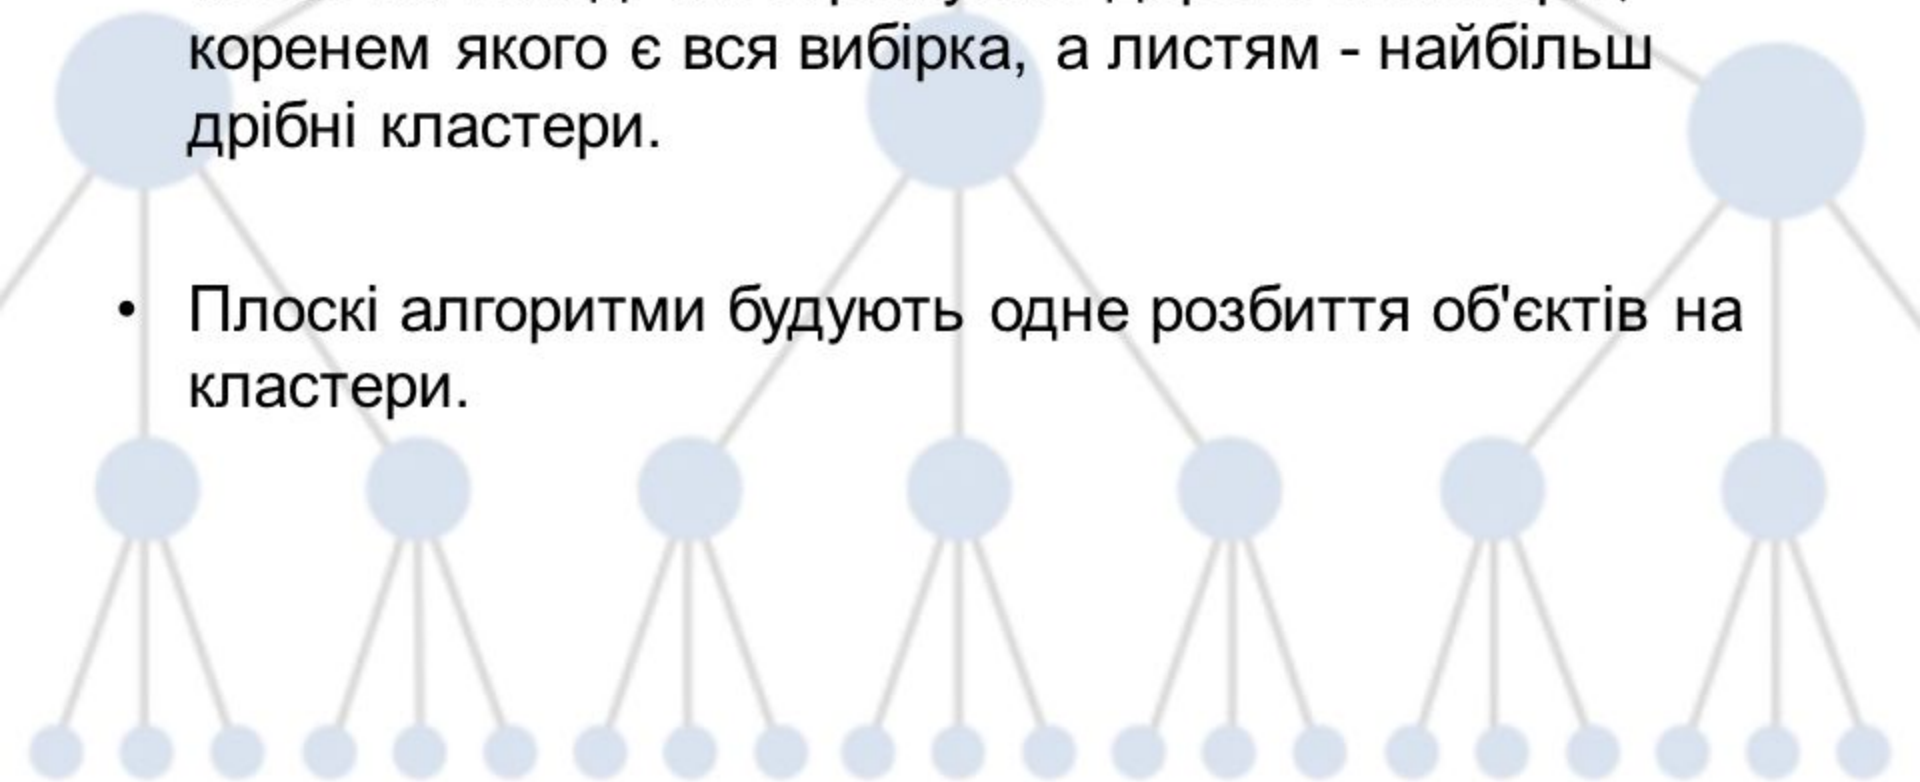 коренем якого є вся вибірка, а листям - найбільш
дрібні кластери.
• Плоскі алгоритми будують одне розбиття об'єктів на
кластери.